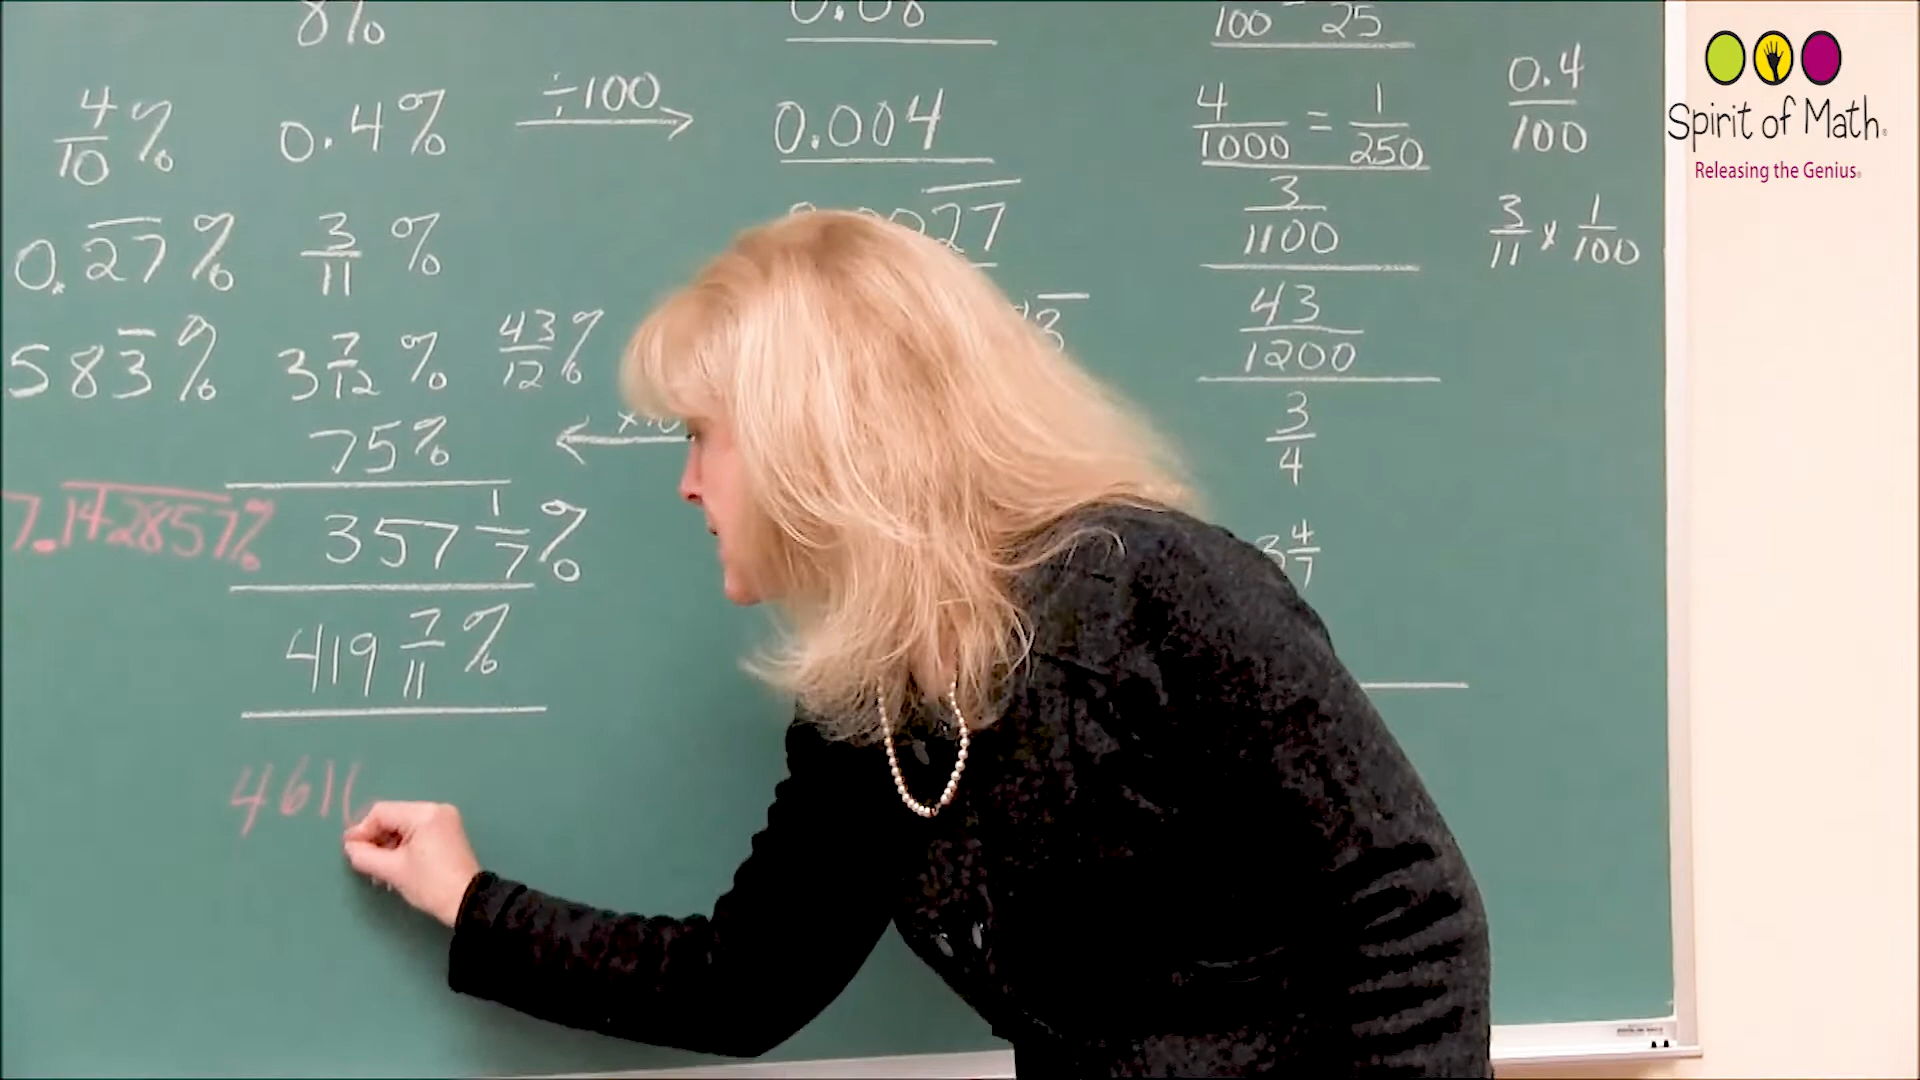 8% 0.08 100 25
4/10 % 0.4% ÷100 0.004 4/1000 = 1/250 0.4/100
0.27% 3/11 % 27 3/1100 3/11 x 1/100
583% 3 7/12 % 43/12 % 3 43/1200
75% 3/4
7.142857% 357 1/7 % 3 4/7
419 7/11 %
461
Spirit of Math
Releasing the Genius